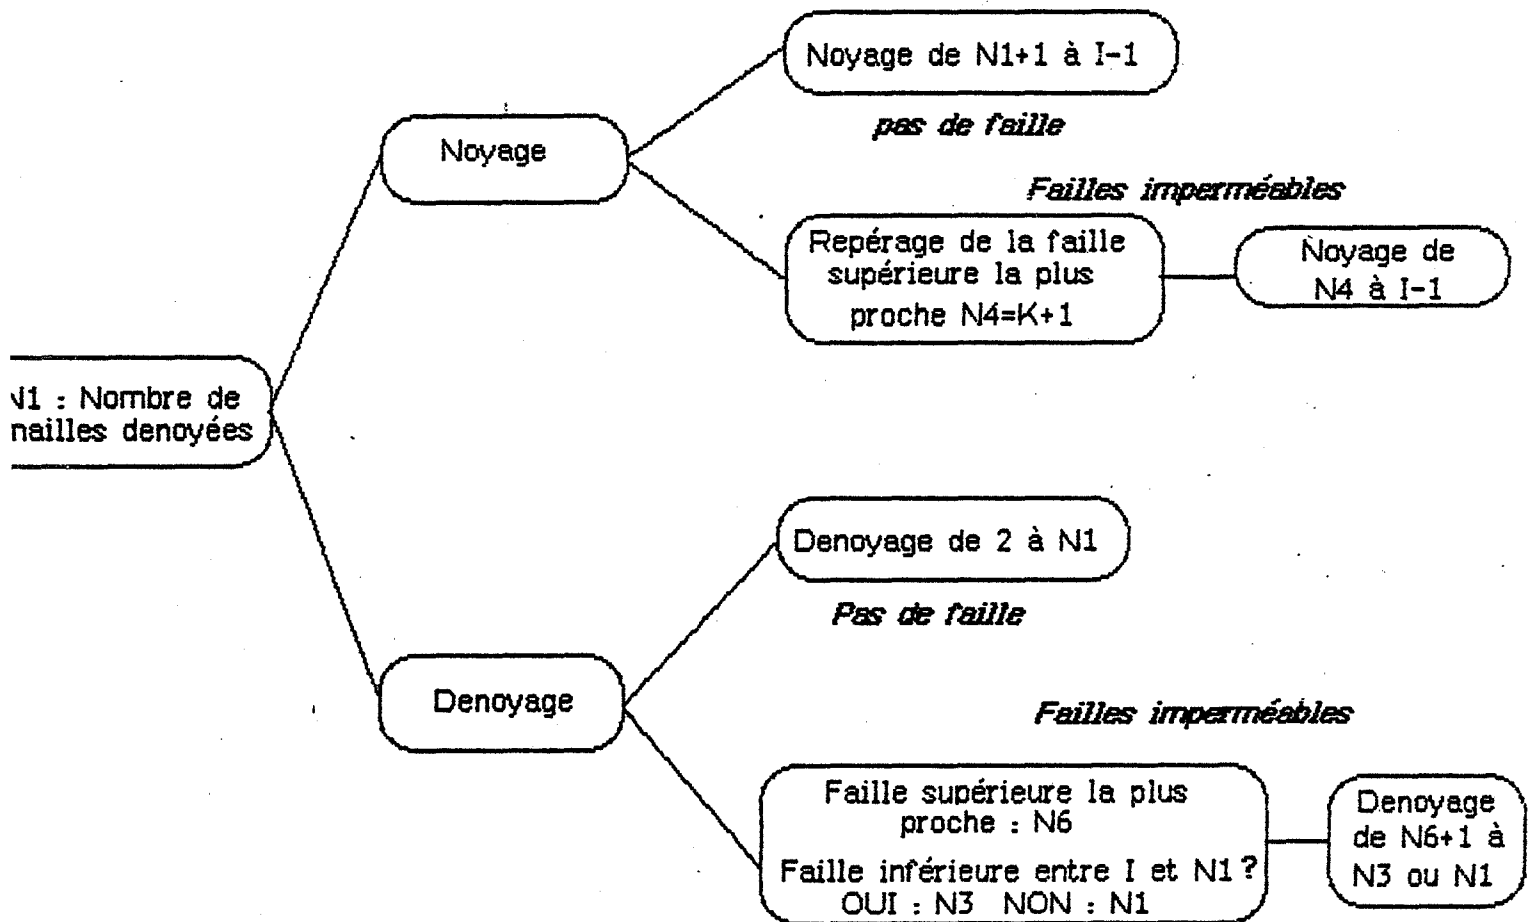 Noyage de N1+1 à I-1
pas de faille
Noyage
Failles imperméables
Repérage de la faille
supérieure la plus
proche N4=K+1
Noyage de
N4 à I-1
N1 : Nombre de
mailles denoyées
Denoyage de 2 à N1
Pas de faille
Denoyage
Failles imperméables
Faille supérieure la plus
proche : N6
Faille inférieure entre I et N1 ?
OUI : N3 NON : N1
Denoyage
de N6+1 à
N3 ou N1